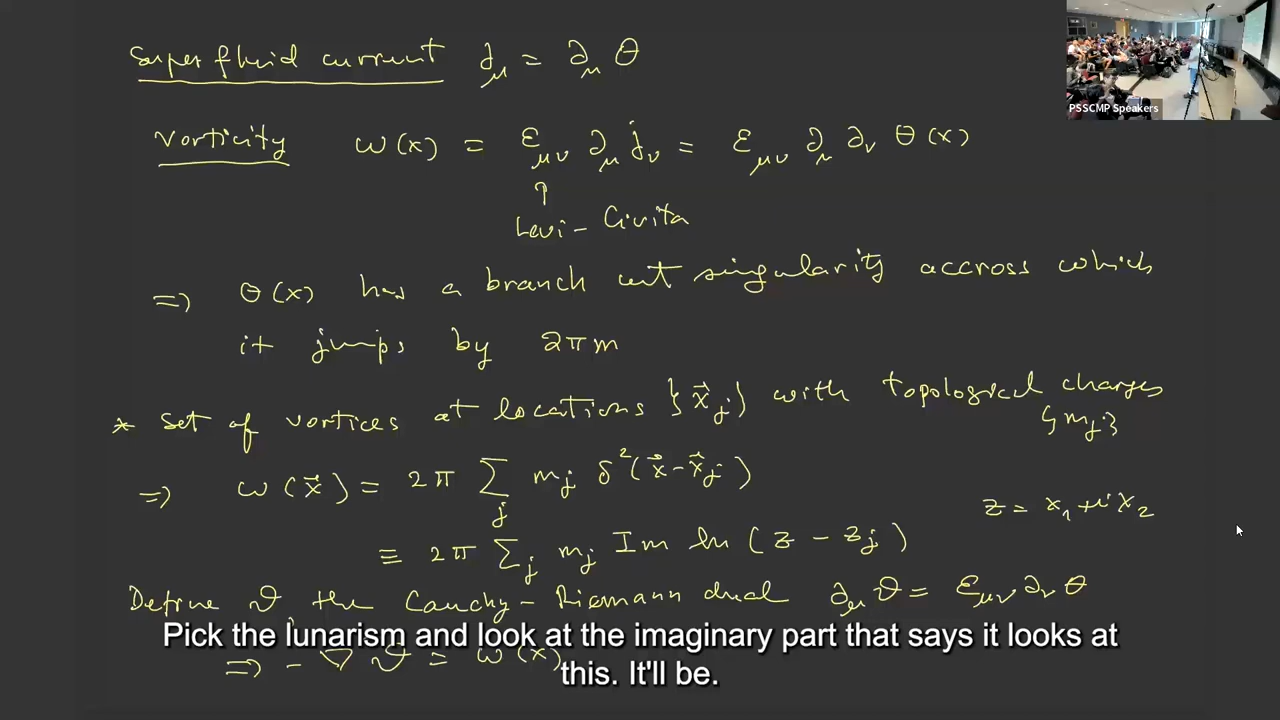 Superfluid current j_μ = ∂_μ θ
PSSCMP Speakers
Vorticity ω(x) = ε_μν ∂_μ j_ν = ε_μν ∂_μ ∂_ν θ(x)
↑
Levi-Civita
⇒ θ(x) has a branch cut singularity accross which
it jumps by 2πm
* Set of vortices at locations {x⃗_j} with topological charges
{m_j}
⇒ ω(x⃗) = 2π Σ_j m_j δ²(x⃗ - x⃗_j)
z = x₁ + i x₂
≡ 2π Σ_j m_j Im ln (z - z_j)
Define ϑ, the Cauchy-Riemann dual ∂_μ ϑ = ε_μν ∂_ν θ
⇒ -∇ ϑ = ω(x)
Pick the lunarism and look at the imaginary part that says it looks at
this. It'll be.